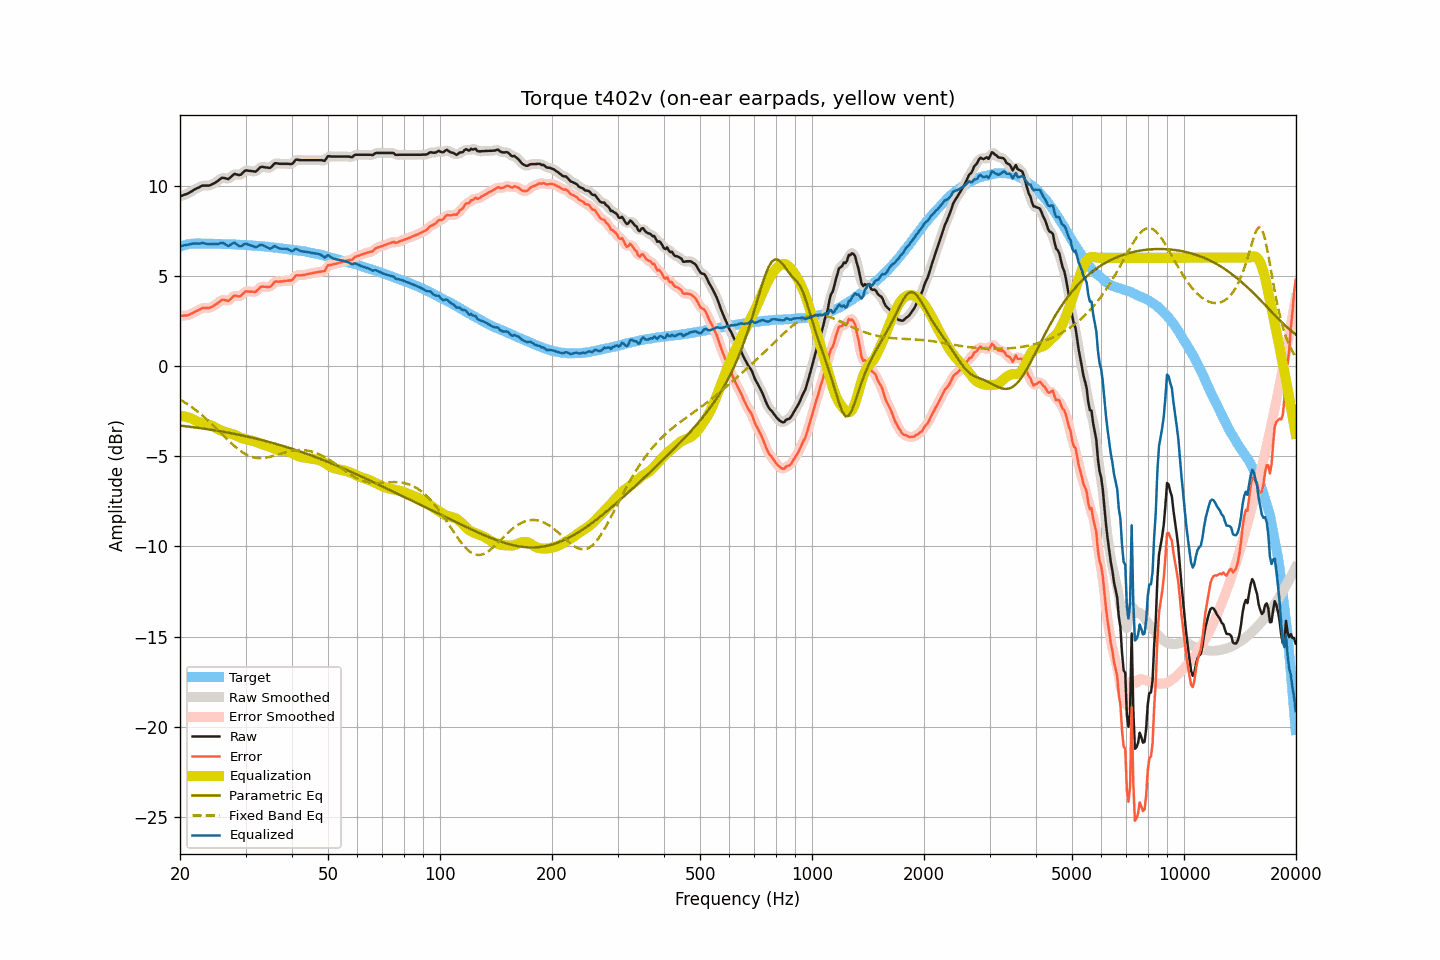 Torque t402v (on-ear earpads, yellow vent)
Amplitude (dBr)
10
5
0
−5
−10
−15
−20
−25
Target
Raw Smoothed
Error Smoothed
Raw
Error
Equalization
Parametric Eq
Fixed Band Eq
Equalized
20 50 100 200 500 1000 2000 5000 10000 20000
Frequency (Hz)